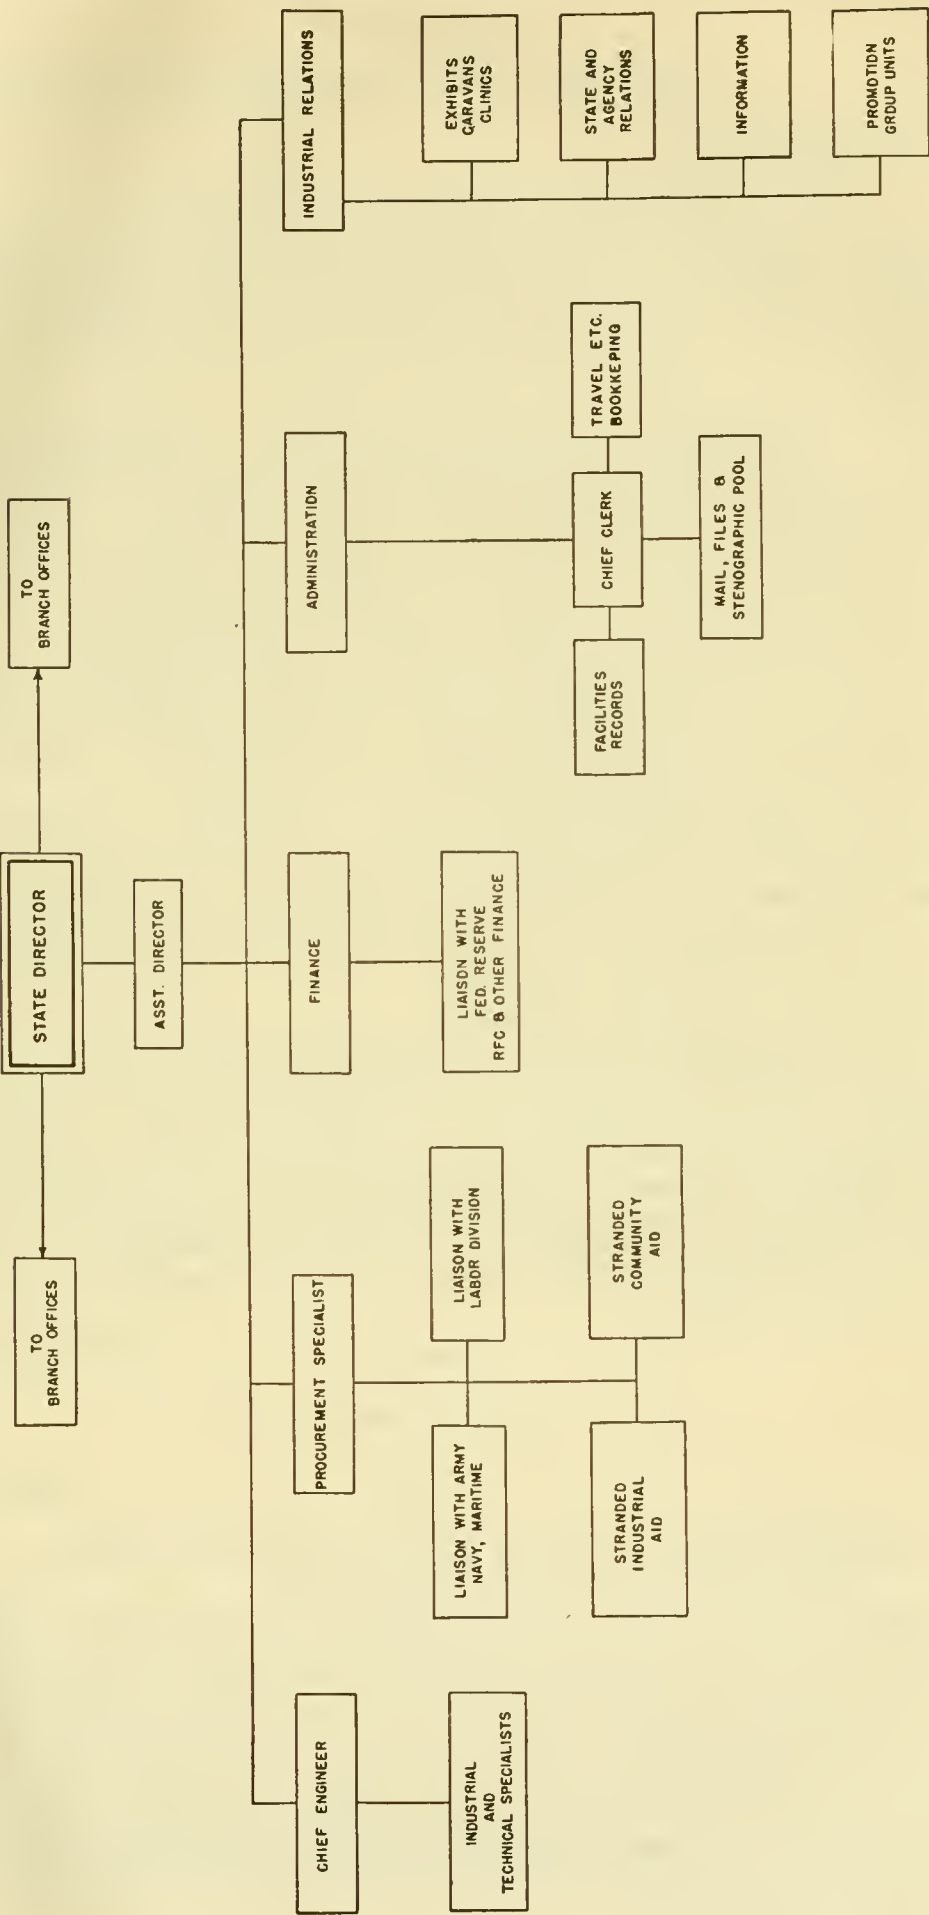 TO
BRANCH OFFICES
STATE DIRECTOR
TO
BRANCH OFFICES
ASST. DIRECTOR
CHIEF ENGINEER
PROCUREMENT SPECIALIST
FINANCE
ADMINISTRATION
INDUSTRIAL RELATIONS
INDUSTRIAL
AND
TECHNICAL SPECIALISTS
LIAISON WITH ARMY
NAVY, MARITIME
LIAISON WITH
LABOR DIVISION
STRANDED
INDUSTRIAL
AID
STRANDED
COMMUNITY
AID
LIAISON WITH
FED. RESERVE
RFC & OTHER FINANCE
FACILITIES
RECORDS
CHIEF CLERK
TRAVEL ETC.
BOOKKEPING
MAIL, FILES &
STENOGRAPHIC POOL
EXHIBITS
CARAVANS
CLINICS
STATE AND
AGENCY
RELATIONS
INFORMATION
PROMOTION
GROUP UNITS